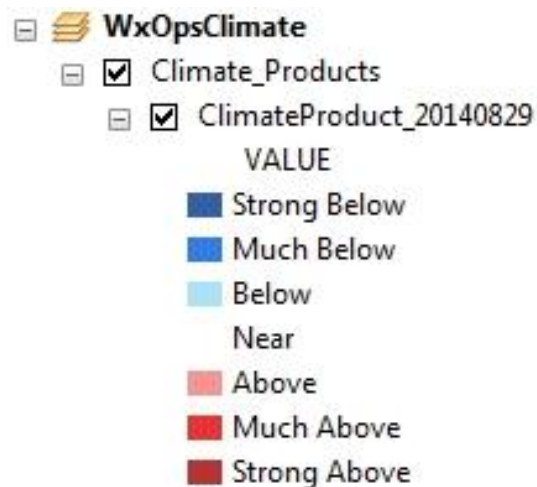 WxOpsClimate
Climate_Products
ClimateProduct_20140829
VALUE
Strong Below
Much Below
Below
Near
Above
Much Above
Strong Above